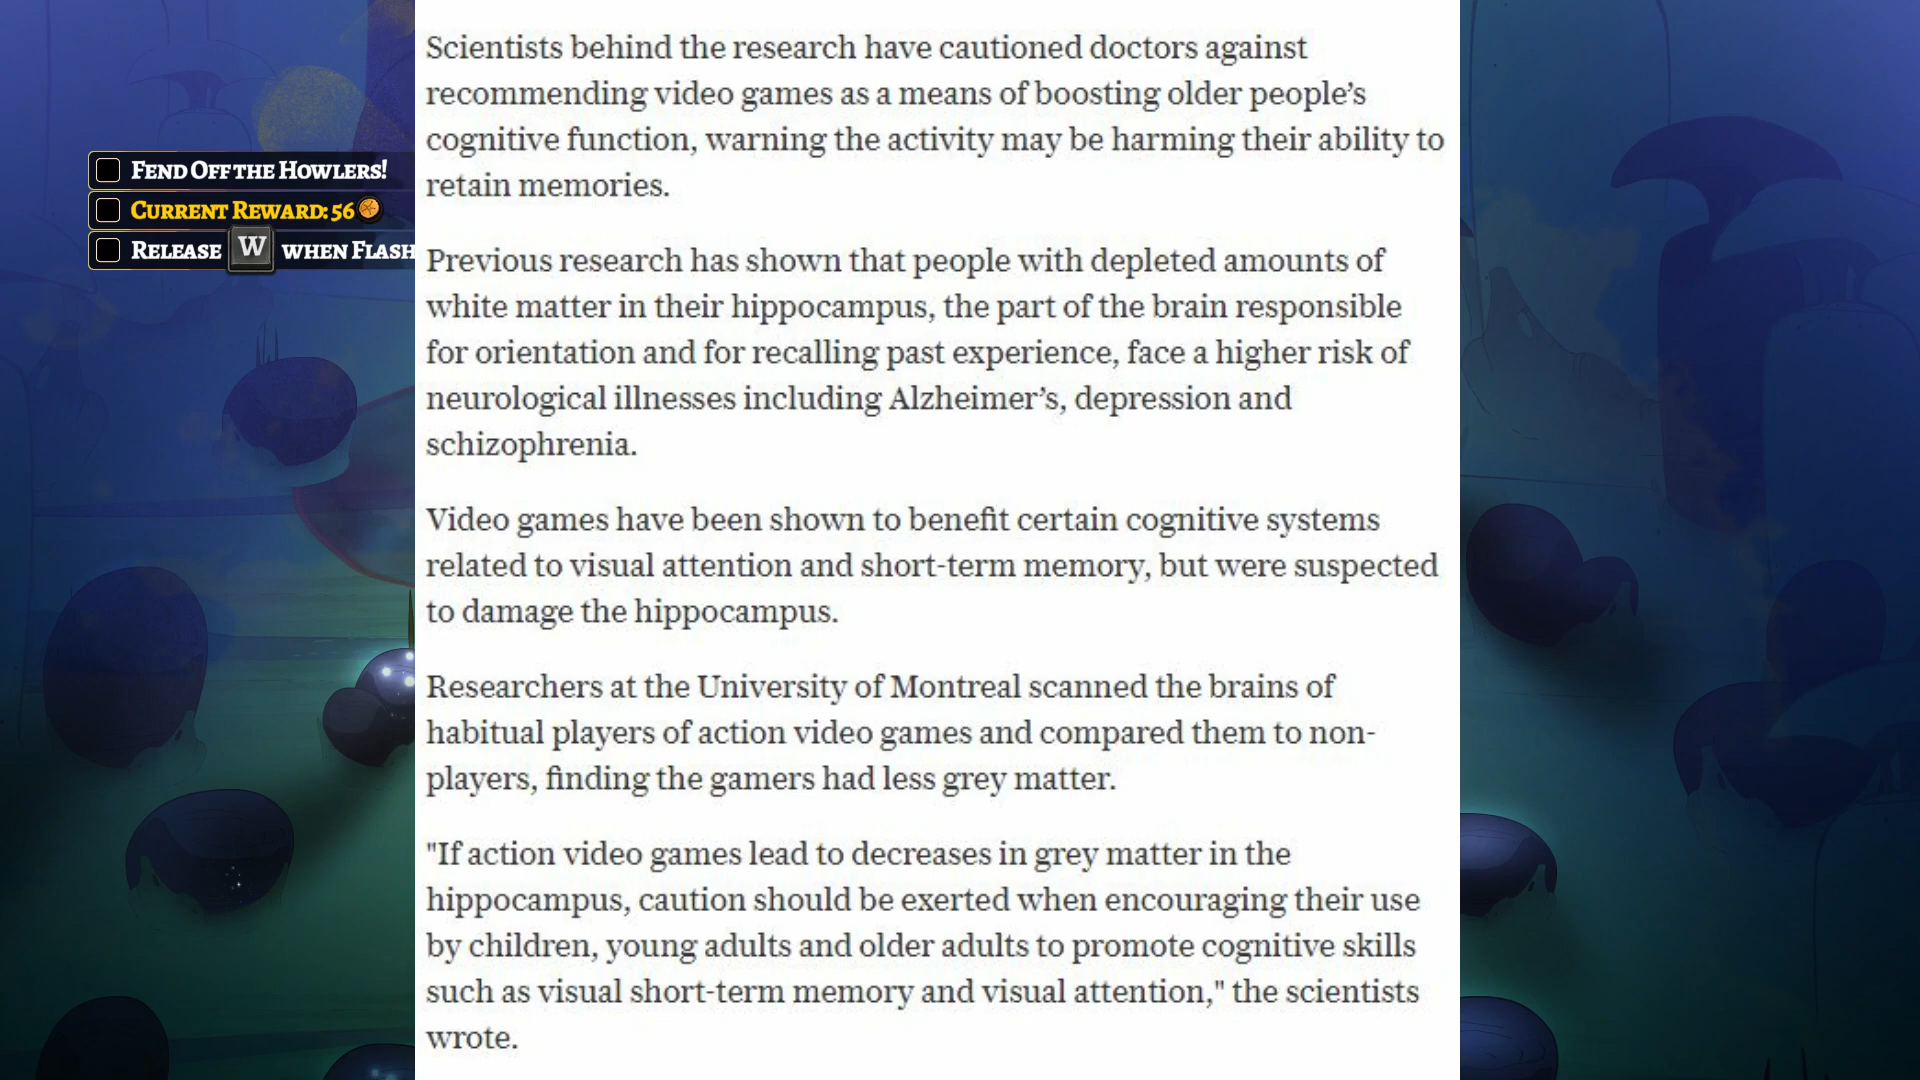 Fend Off the Howlers!
Current Reward: 56
Release W when Flash
Scientists behind the research have cautioned doctors against
recommending video games as a means of boosting older people’s
cognitive function, warning the activity may be harming their ability to
retain memories.
Previous research has shown that people with depleted amounts of
white matter in their hippocampus, the part of the brain responsible
for orientation and for recalling past experience, face a higher risk of
neurological illnesses including Alzheimer’s, depression and
schizophrenia.
Video games have been shown to benefit certain cognitive systems
related to visual attention and short-term memory, but were suspected
to damage the hippocampus.
Researchers at the University of Montreal scanned the brains of
habitual players of action video games and compared them to non-
players, finding the gamers had less grey matter.
"If action video games lead to decreases in grey matter in the
hippocampus, caution should be exerted when encouraging their use
by children, young adults and older adults to promote cognitive skills
such as visual short-term memory and visual attention," the scientists
wrote.